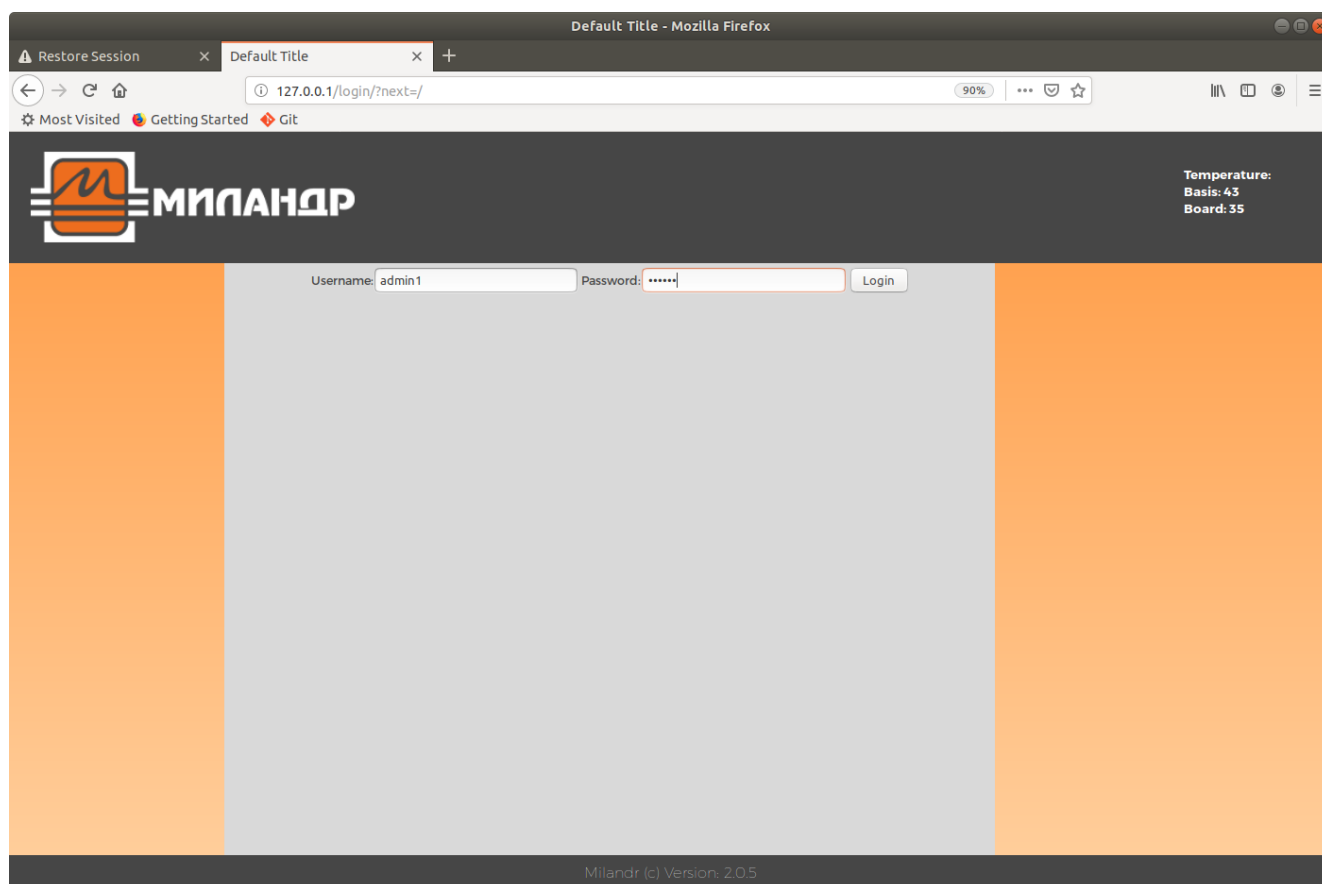 Default Title - Mozilla Firefox
Restore Session
Default Title
127.0.0.1/login/?next=/
90%
Most Visited Getting Started Git
МИЛАНДР
Temperature:
Basis: 43
Board: 35
Username: admin1 Password: •••••• Login
Milandr (c) Version: 2.0.5